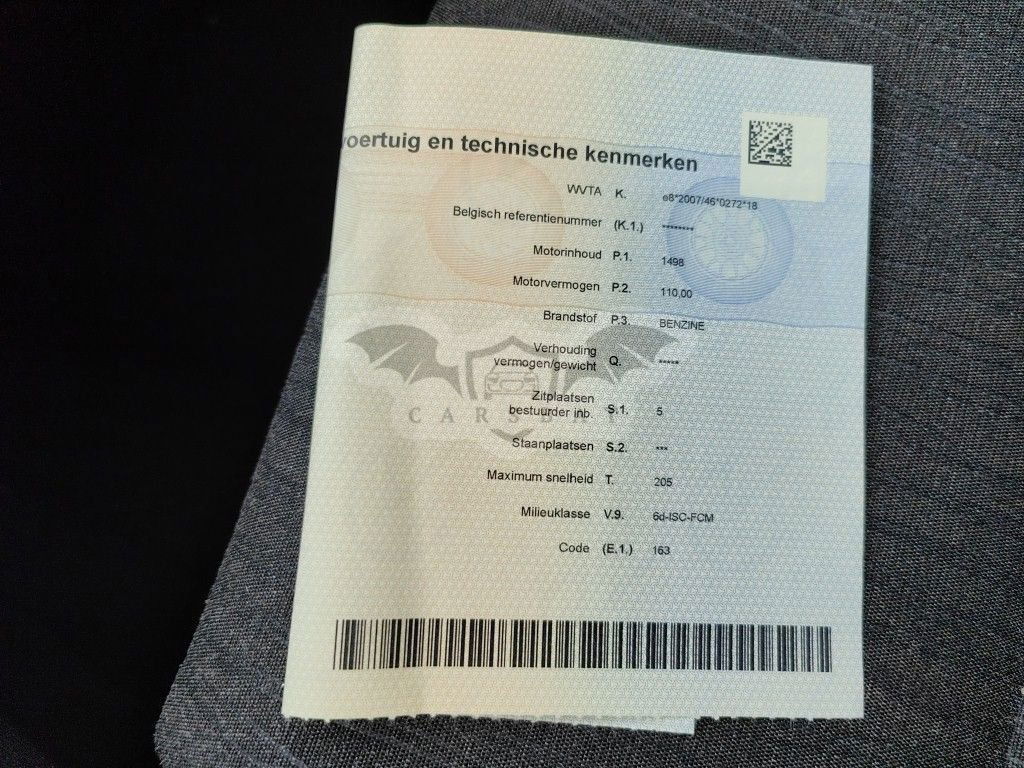 voertuig en technische kenmerken
WVTA K. e8*2007/46*0272*18
Belgisch referentienummer (K.1.) ********
Motorinhoud P.1. 1498
Motorvermogen P.2. 110,00
Brandstof P.3. BENZINE
Verhouding
vermogen/gewicht Q. *****
Zitplaatsen
bestuurder inb. S.1. 5
CARSBAT
Staanplaatsen S.2. ***
Maximum snelheid T. 205
Milieuklasse V.9. 6d-ISC-FCM
Code (E.1.) 163